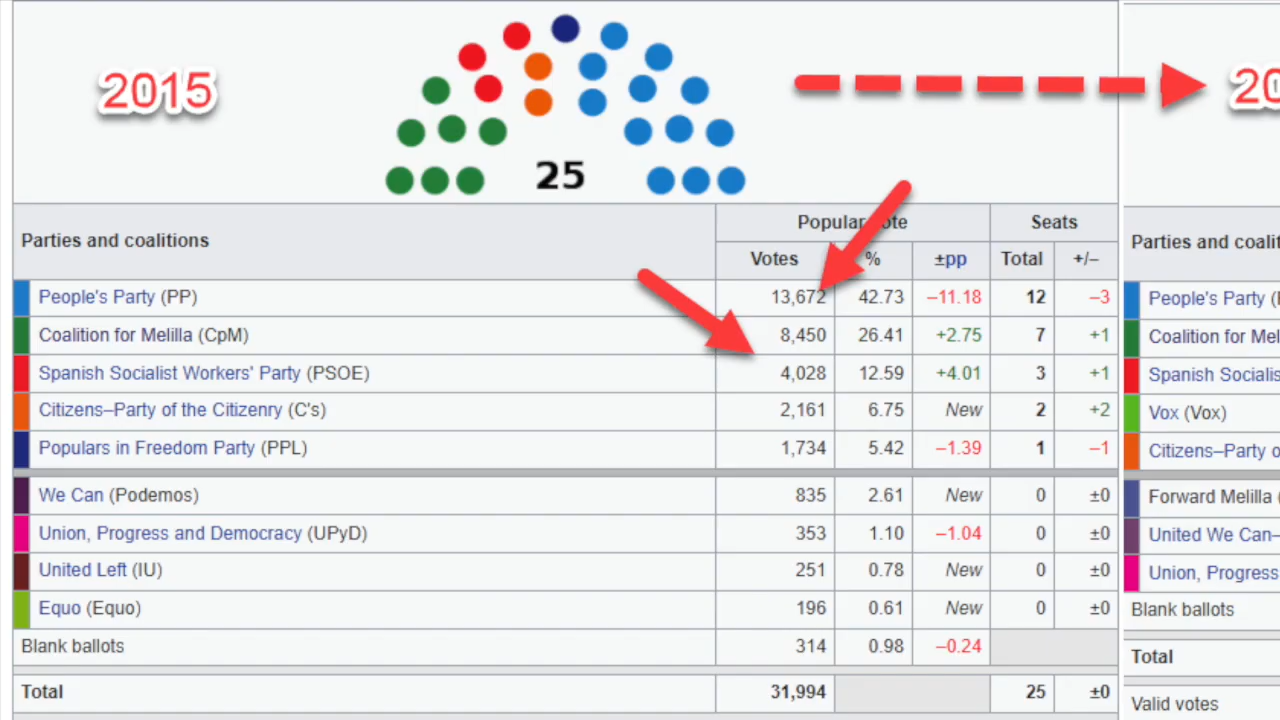 2015
20
25
Parties and coalitions Popular vote Seats
Votes % ±pp Total +/–
People's Party (PP) 13,672 42.73 –11.18 12 –3
Coalition for Melilla (CpM) 8,450 26.41 +2.75 7 +1
Spanish Socialist Workers' Party (PSOE) 4,028 12.59 +4.01 3 +1
Citizens–Party of the Citizenry (C's) 2,161 6.75 New 2 +2
Populars in Freedom Party (PPL) 1,734 5.42 –1.39 1 –1
We Can (Podemos) 835 2.61 New 0 ±0
Union, Progress and Democracy (UPyD) 353 1.10 –1.04 0 ±0
United Left (IU) 251 0.78 New 0 ±0
Equo (Equo) 196 0.61 New 0 ±0
Blank ballots 314 0.98 –0.24
Total 31,994 25 ±0
Parties and coalit
People's Party (
Coalition for Mel
Spanish Socialis
Vox (Vox)
Citizens–Party o
Forward Melilla (
United We Can–
Union, Progress
Blank ballots
Total
Valid votes